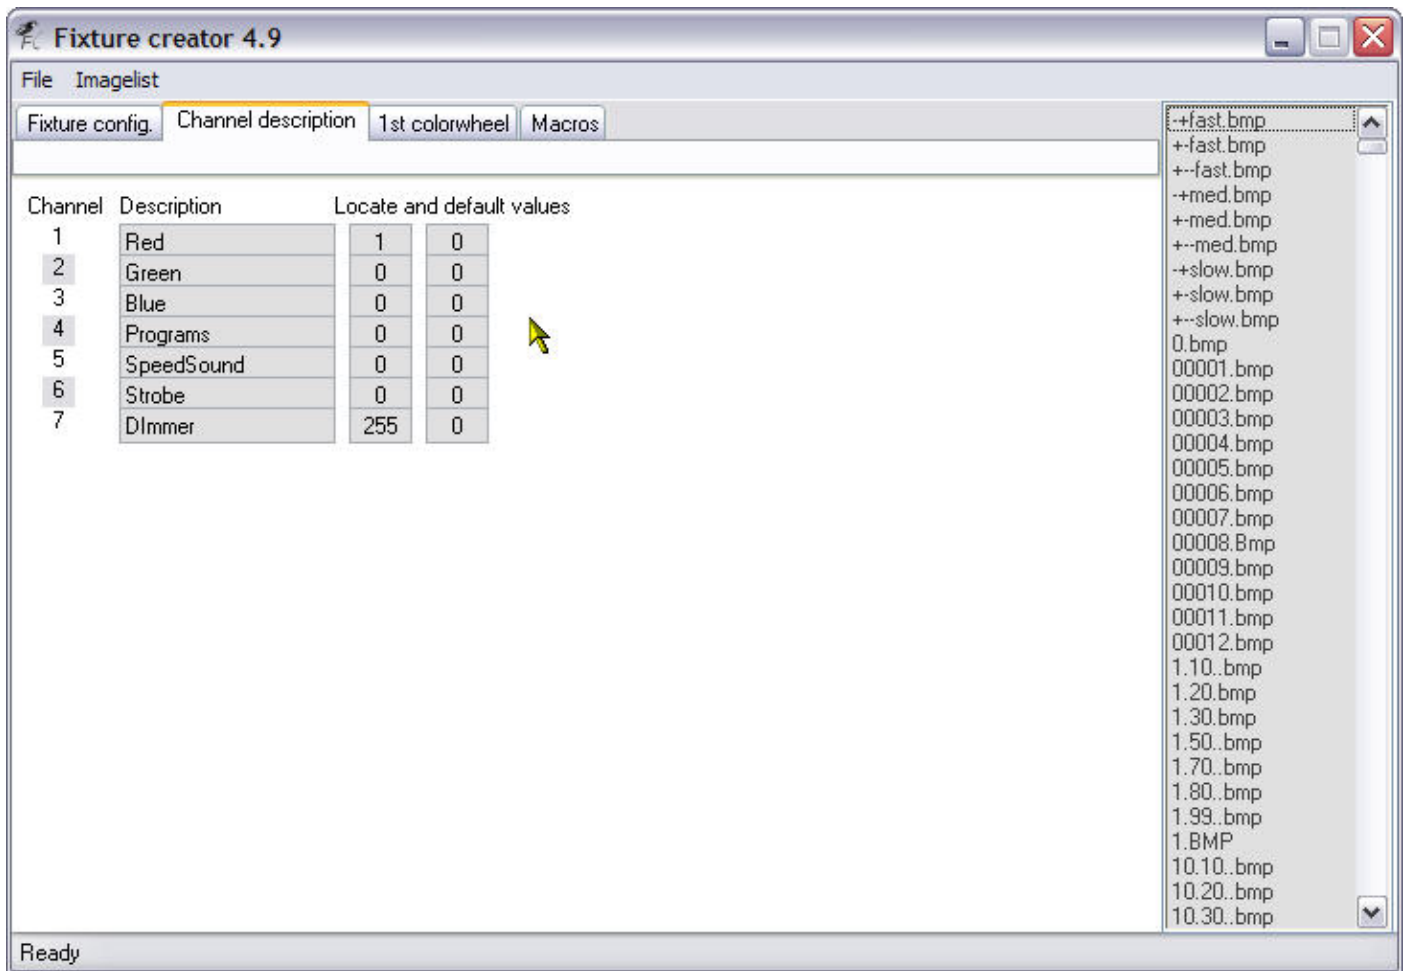 Fixture creator 4.9
File Imagelist
Fixture config. Channel description 1st colorwheel Macros
Channel Description Locate and default values
1 Red 1 0
2 Green 0 0
3 Blue 0 0
4 Programs 0 0
5 SpeedSound 0 0
6 Strobe 0 0
7 DImmer 255 0
-+fast.bmp
+-fast.bmp
+--fast.bmp
-+med.bmp
+-med.bmp
+--med.bmp
-+slow.bmp
+-slow.bmp
+--slow.bmp
0.bmp
00001.bmp
00002.bmp
00003.bmp
00004.bmp
00005.bmp
00006.bmp
00007.bmp
00008.Bmp
00009.bmp
00010.bmp
00011.bmp
00012.bmp
1.10..bmp
1.20.bmp
1.30.bmp
1.50..bmp
1.70..bmp
1.80..bmp
1.99..bmp
1.BMP
10.10..bmp
10.20..bmp
10.30..bmp
Ready